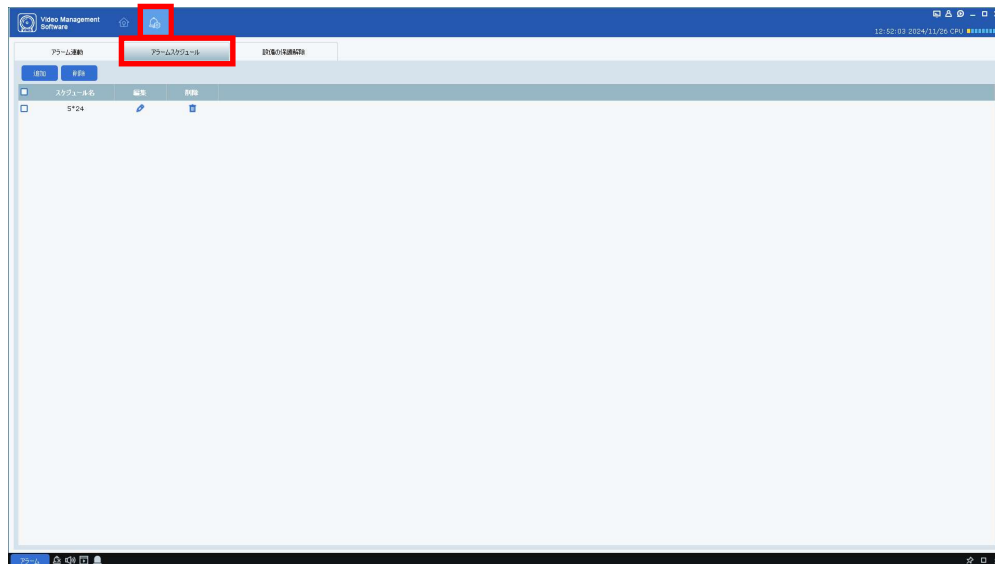 Video Management
Software
12:52:03 2024/11/26 CPU
アラーム連動
アラームスケジュール
設備の保護解除
追加
削除
スケジュール名
編集
削除
5*24
アラーム